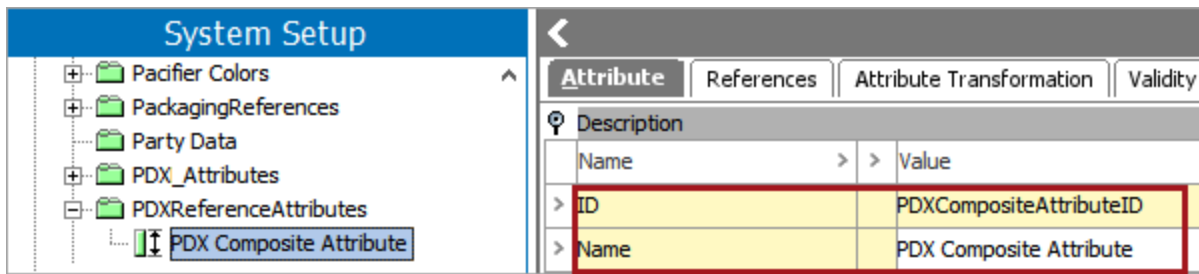 System Setup
Pacifier Colors
PackagingReferences
Party Data
PDX_Attributes
PDXReferenceAttributes
PDX Composite Attribute
Attribute References Attribute Transformation Validity
Description
Name > > Value
> ID PDXCompositeAttributeID
> Name PDX Composite Attribute